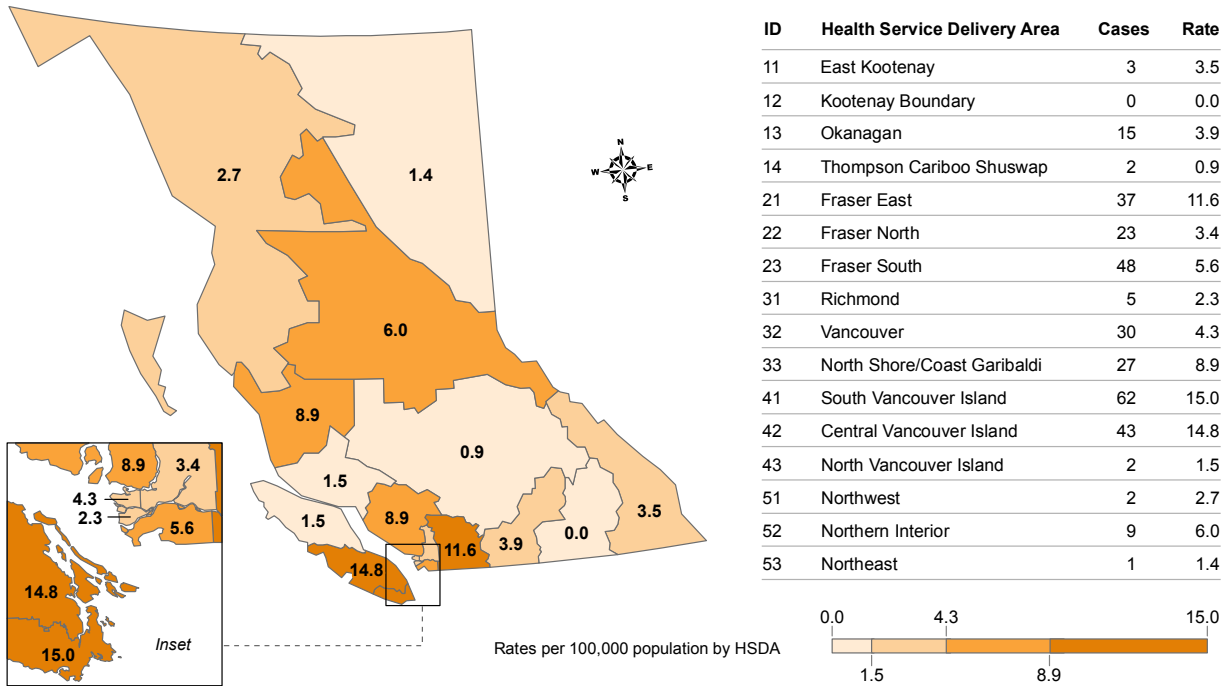 2.7
1.4
6.0
8.9
0.9
1.5
1.5
8.9
11.6
3.9
0.0
3.5
14.8
N
W E
S
8.9
3.4
4.3
2.3
5.6
14.8
15.0
Inset
ID Health Service Delivery Area Cases Rate
11 East Kootenay 3 3.5
12 Kootenay Boundary 0 0.0
13 Okanagan 15 3.9
14 Thompson Cariboo Shuswap 2 0.9
21 Fraser East 37 11.6
22 Fraser North 23 3.4
23 Fraser South 48 5.6
31 Richmond 5 2.3
32 Vancouver 30 4.3
33 North Shore/Coast Garibaldi 27 8.9
41 South Vancouver Island 62 15.0
42 Central Vancouver Island 43 14.8
43 North Vancouver Island 2 1.5
51 Northwest 2 2.7
52 Northern Interior 9 6.0
53 Northeast 1 1.4
Rates per 100,000 population by HSDA
0.0 4.3 15.0
1.5 8.9